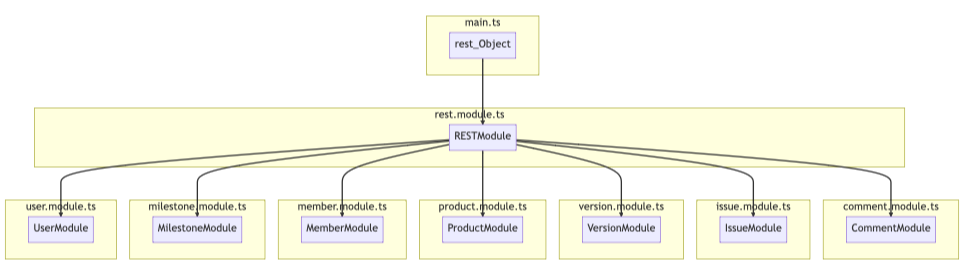 main.ts
rest_Object
rest.module.ts
RESTModule
user.module.ts
milestone.module.ts
member.module.ts
product.module.ts
version.module.ts
issue.module.ts
comment.module.ts
UserModule
MilestoneModule
MemberModule
ProductModule
VersionModule
IssueModule
CommentModule